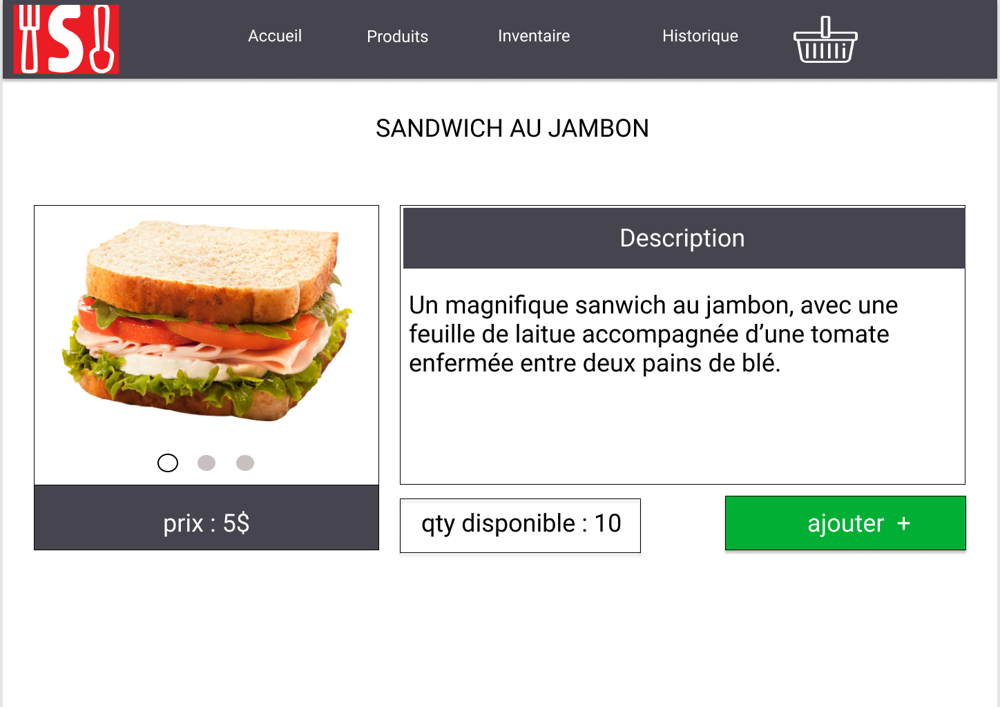 S
Accueil
Produits
Inventaire
Historique
SANDWICH AU JAMBON
Description
Un magnifique sanwich au jambon, avec une
feuille de laitue accompagnée d’une tomate
enfermée entre deux pains de blé.
prix : 5$
qty disponible : 10
ajouter +